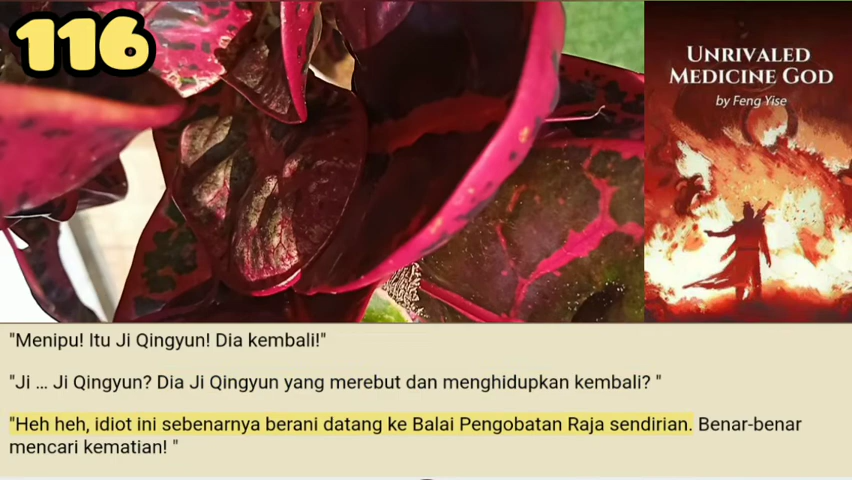 116
UNRIVALED
MEDICINE GOD
by Feng Yise
"Menipu! Itu Ji Qingyun! Dia kembali!"
"Ji ... Ji Qingyun? Dia Ji Qingyun yang merebut dan menghidupkan kembali? "
"Heh heh, idiot ini sebenarnya berani datang ke Balai Pengobatan Raja sendirian. Benar-benar
mencari kematian! "